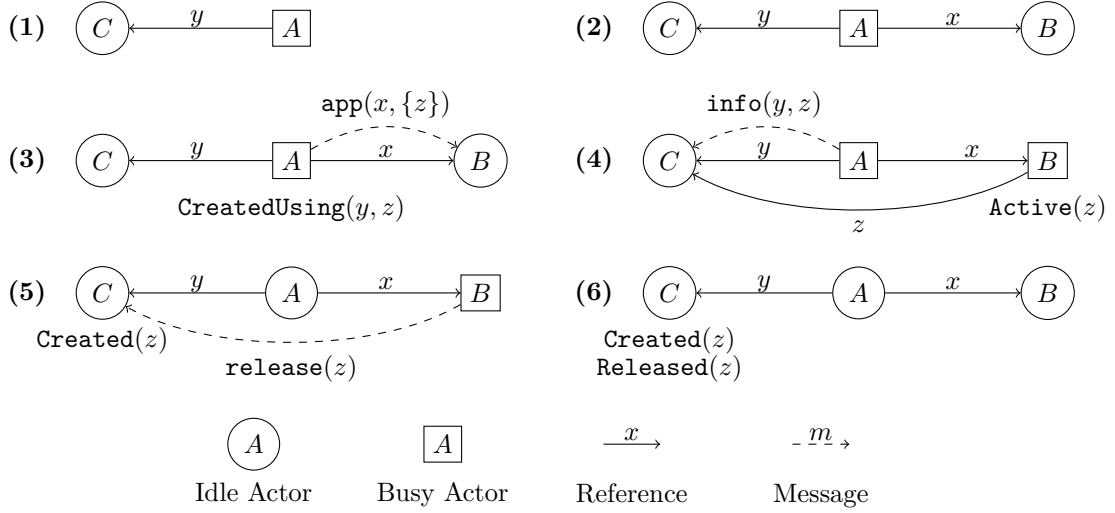 (1) C y A
(2) C y A x B
app(x, {z})
(3) C y A x B
CreatedUsing(y, z)
info(y, z)
(4) C y A x B
z
Active(z)
(5) C y A x B
Created(z)
release(z)
(6) C y A x B
Created(z)
Released(z)
A A x m
Idle Actor Busy Actor Reference Message